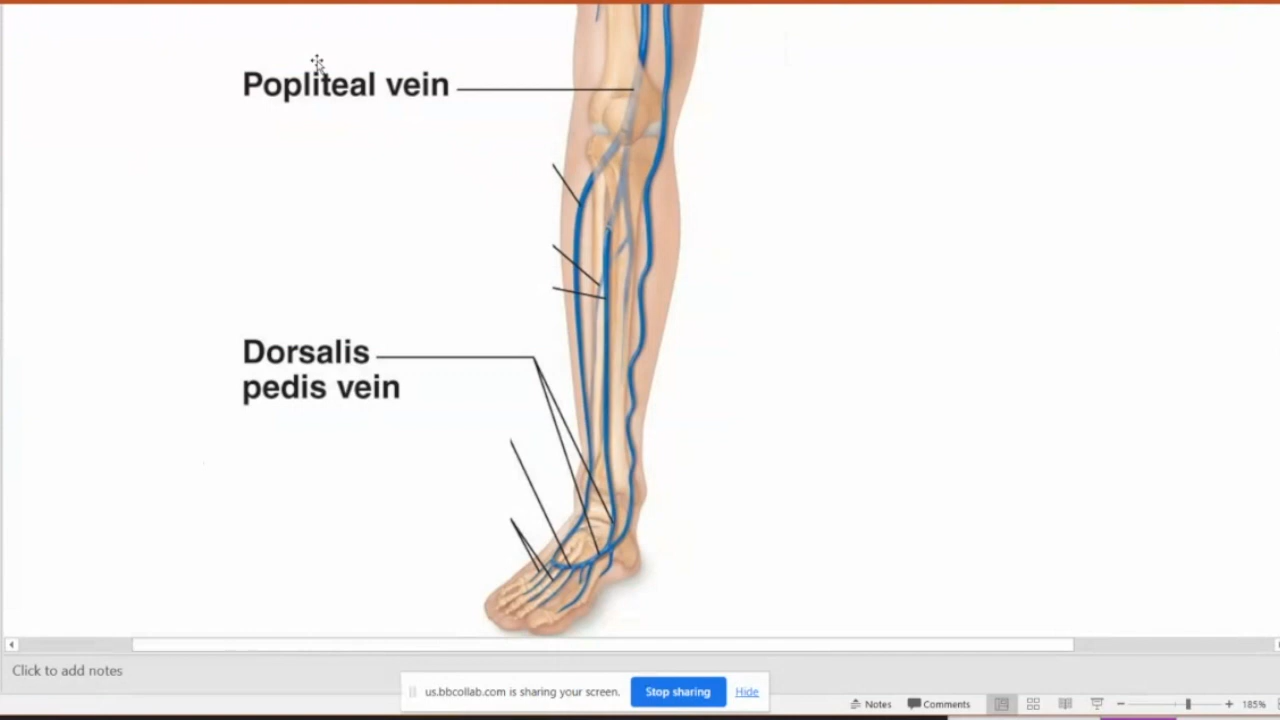 Popliteal vein
Dorsalis
pedis vein
Click to add notes
us.bbcollab.com is sharing your screen.
Stop sharing
Hide
Notes
Comments
185%